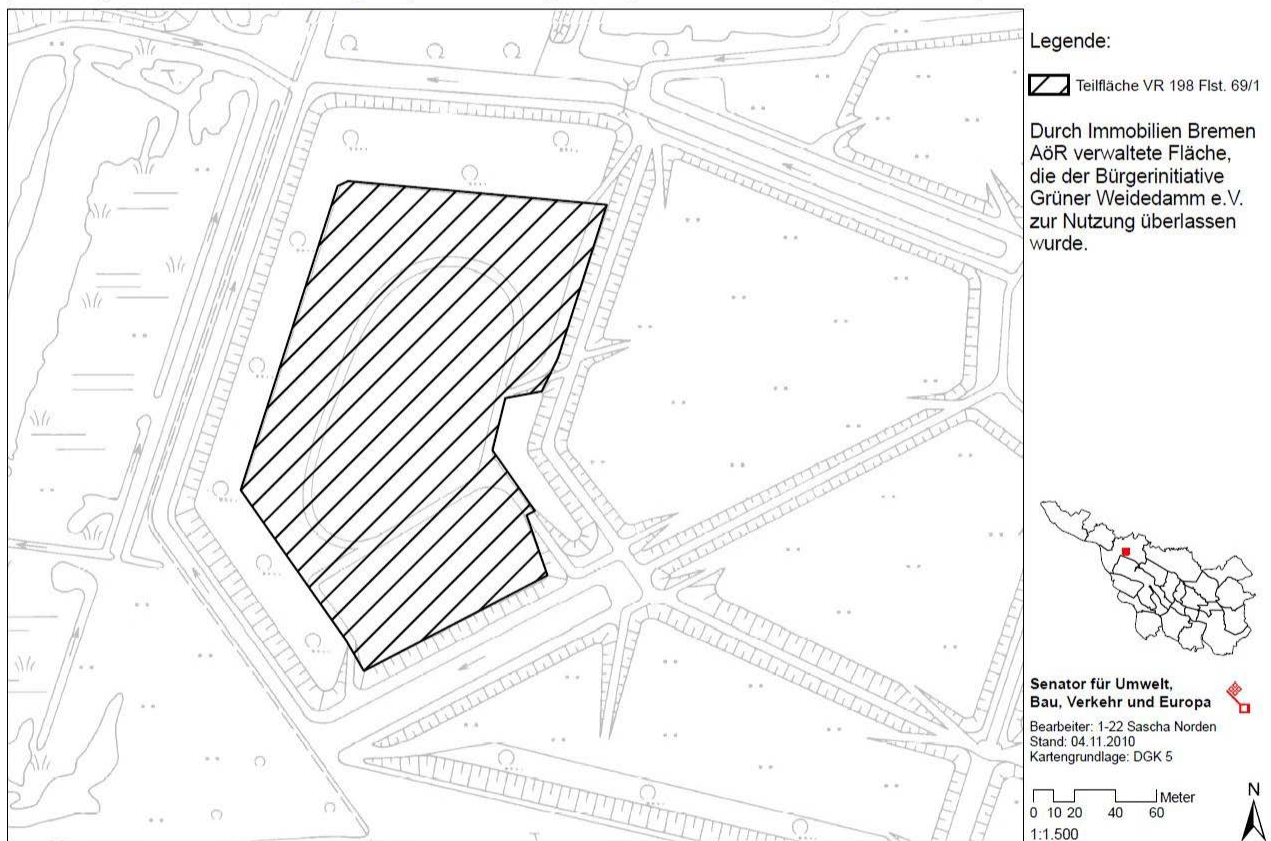 Legende:
Teilfläche VR 198 Flst. 69/1
Durch Immobilien Bremen
AöR verwaltete Fläche,
die der Bürgerinitiative
Grüner Weidedamm e.V.
zur Nutzung überlassen
wurde.
Senator für Umwelt,
Bau, Verkehr und Europa
Bearbeiter: 1-22 Sascha Norden
Stand: 04.11.2010
Kartengrundlage: DGK 5
Meter
0 10 20 40 60
1:1.500
N